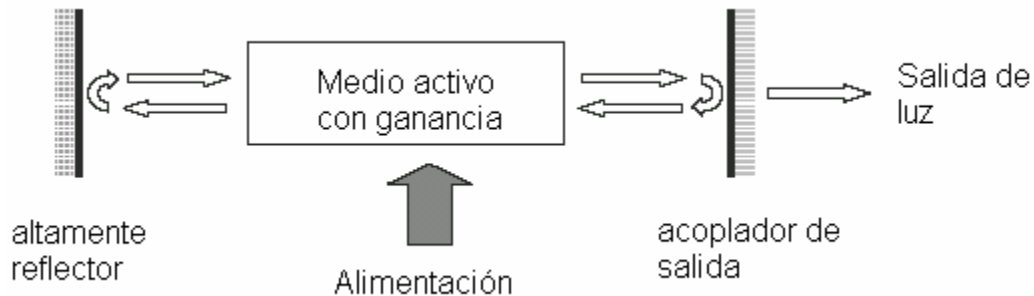 Medio activo
con ganancia
Salida de
luz
altamente
reflector
Alimentación
acoplador de
salida